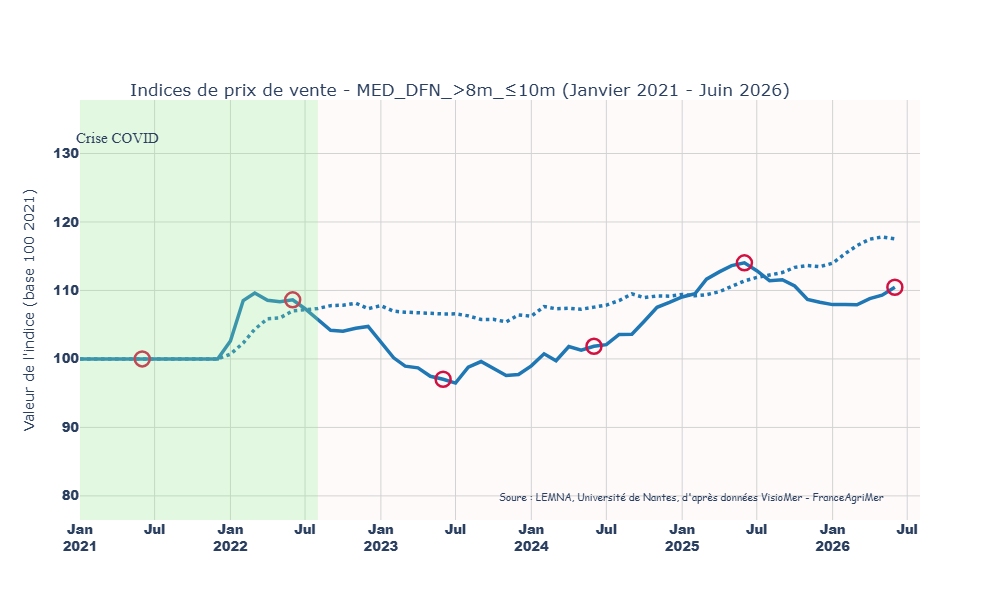 Indices de prix de vente - MED_DFN_>8m_≤10m (Janvier 2021 - Juin 2026)
Crise COVID
Valeur de l'indice (base 100 2021)
130
120
110
100
90
80
Soure : LEMNA, Université de Nantes, d'après données VisioMer - FranceAgriMer
Jan Jul Jan Jul Jan Jul Jan Jul Jan Jul Jan Jul
2021 2022 2023 2024 2025 2026